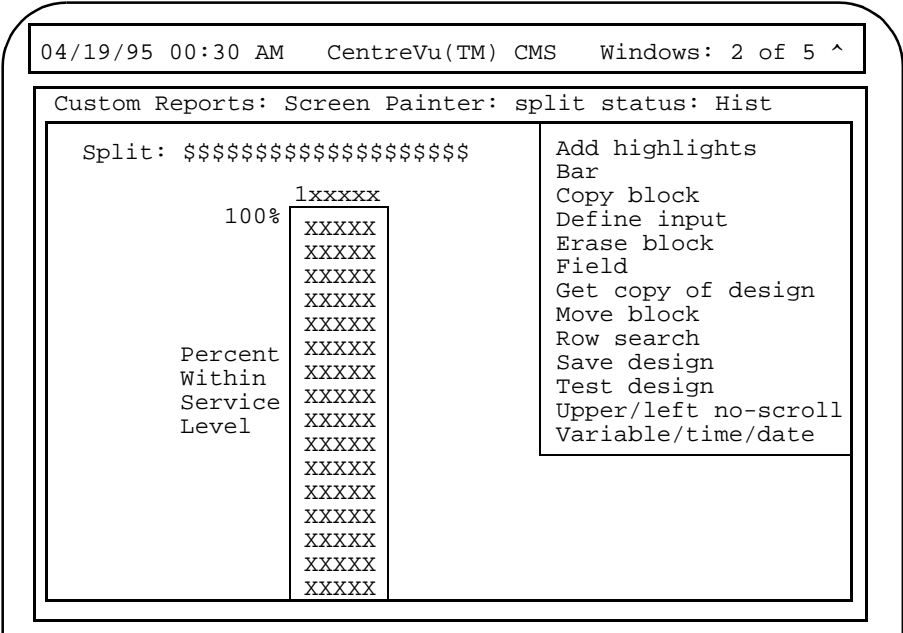 04/19/95 00:30 AM CentreVu(TM) CMS Windows: 2 of 5 ^
Custom Reports: Screen Painter: split status: Hist
Split: $$$$$$$$$$$$$$$$$$$$
1xxxxx
100%
XXXXX
XXXXX
XXXXX
XXXXX
XXXXX
Percent XXXXX
Within XXXXX
Service XXXXX
Level XXXXX
XXXXX
XXXXX
XXXXX
XXXXX
XXXXX
XXXXX
XXXXX
Add highlights
Bar
Copy block
Define input
Erase block
Field
Get copy of design
Move block
Row search
Save design
Test design
Upper/left no-scroll
Variable/time/date